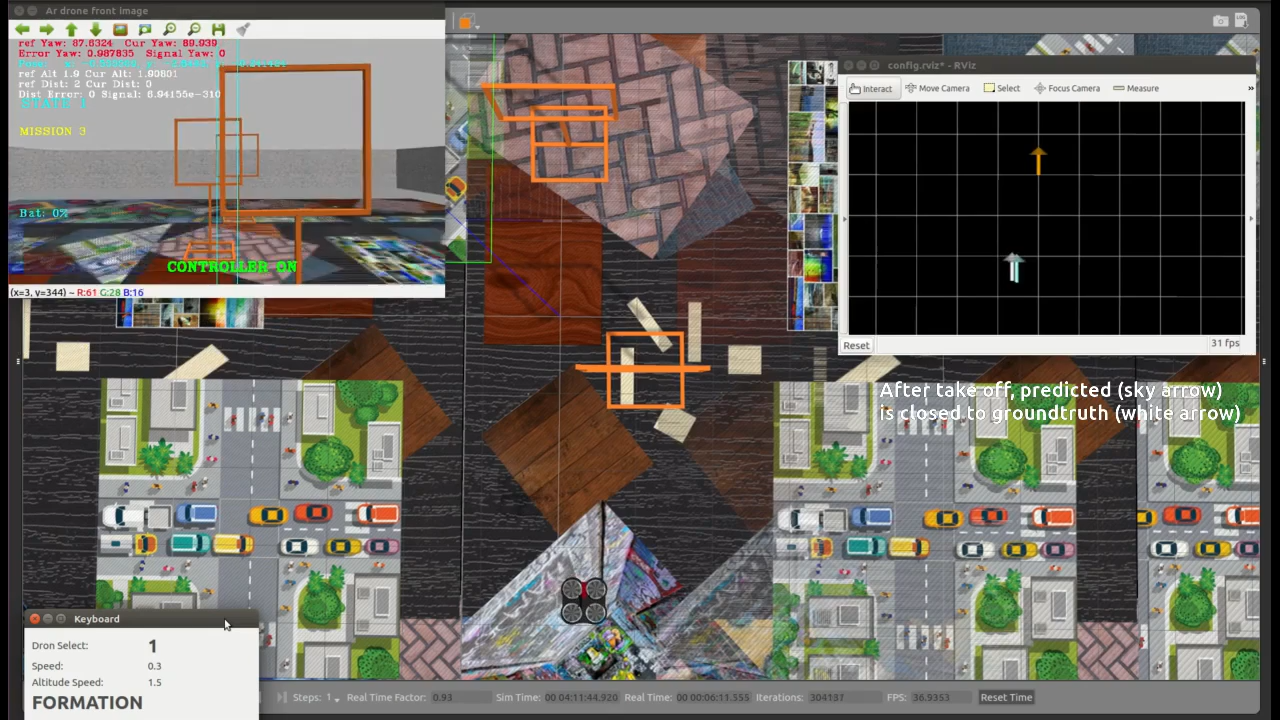 Ar drone front image
ref Yaw: 87.6324 Cur Yaw: 89.939
Error Yaw: 0.987835 Signal Yaw: 0
ref Alt 1.9 Cur Alt: 1.90801
ref Dist: 2 Cur Dist: 0
Dist Error: 0 Signal: 6.94155e-310
STATE 1
MISSION 3
Bat: 0%
CONTROLLER ON
(x=3, y=344) ~ R:61 G:28 B:16
config.rviz* - RViz
Interact
Move Camera
Select
Focus Camera
Measure
»
Reset
31 fps
After take off, predicted (sky arrow)
is closed to groundtruth (white arrow)
Keyboard
Dron Select: 1
Speed: 0.3
Altitude Speed: 1.5
FORMATION
Steps: 1
Real Time Factor: 0.93
Sim Time: 00 04:11:44.920
Real Time: 00 00:06:11.355
Iterations: 304187
FPS: 36.9353
Reset Time